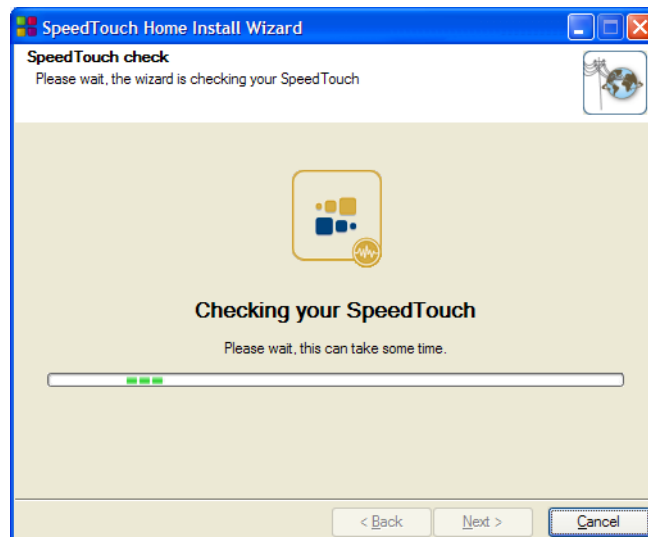 SpeedTouch Home Install Wizard
SpeedTouch check
Please wait, the wizard is checking your SpeedTouch
Checking your SpeedTouch
Please wait, this can take some time.
< Back
Next >
Cancel